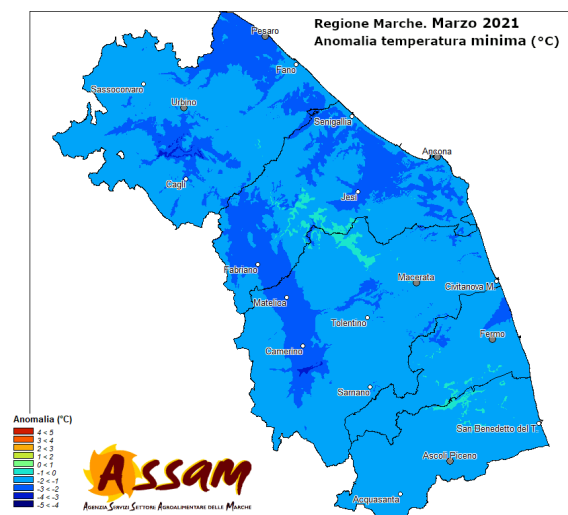 Regione Marche. Marzo 2021
Anomalia temperatura minima (°C)
Pesaro
Fano
Sassocorvaro
Urbino
Senigallia
Ancona
Cagli
Jesi
Fabriano
Macerata
Civitanova M.
Matelica
Tolentino
Fermo
Camerino
Sarnano
San Benedetto del T.
Ascoli Piceno
Acquasanta
Anomalia (°C)
4 < 5
3 < 4
2 < 3
1 < 2
0 < 1
-1 < 0
-2 < -1
-3 < -2
-4 < -3
-5 < -4
ASSAM
Agenzia Servizi Settore Agroalimentare delle Marche